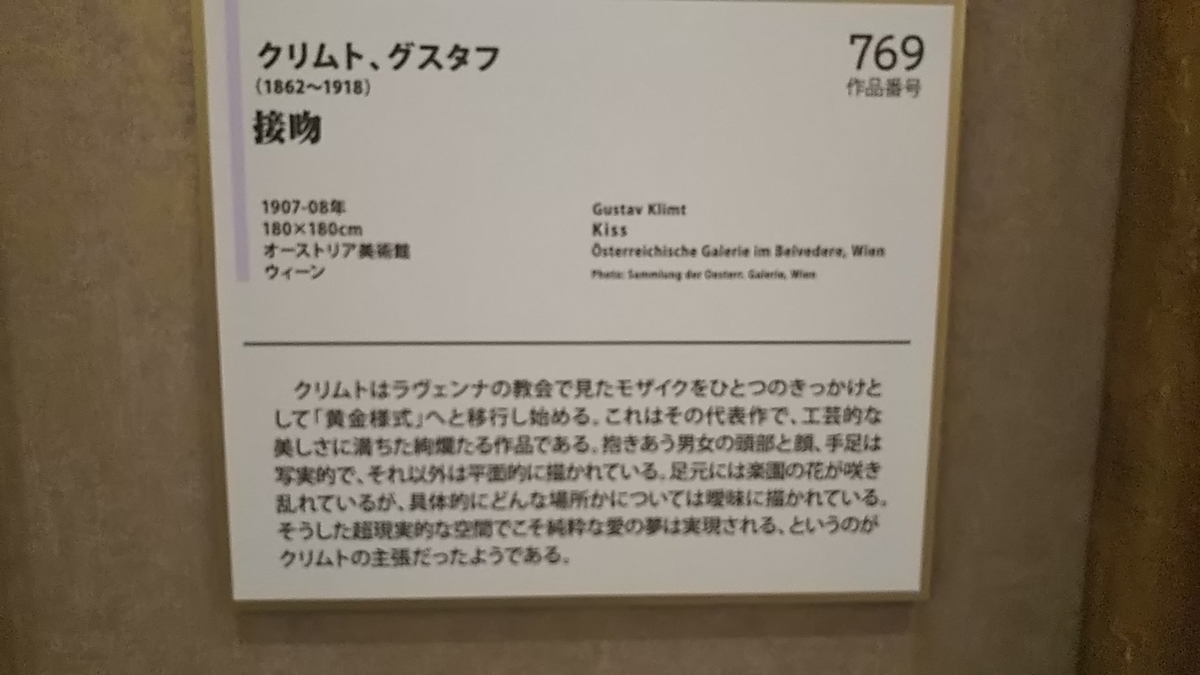 クリムト、グスタフ
（1862〜1918）
接吻
769
作品番号
1907-08年
180×180cm
オーストリア美術館
ウィーン
Gustav Klimt
Kiss
Österreichische Galerie im Belvedere, Wien
Photo: Sammlung der Oesterr. Galerie, Wien
クリムトはラヴェンナの教会で見たモザイクをひとつのきっかけと
して「黄金様式」へと移行し始める。これはその代表作で、工芸的な
美しさに満ちた絢爛たる作品である。抱きあう男女の頭部と顔、手足は
写実的で、それ以外は平面的に描かれている。足元には楽園の花が咲き
乱れているが、具体的にどんな場所かについては曖昧に描かれている。
そうした超現実的な空間でこそ純粋な愛の夢は実現される、というのが
クリムトの主張だったようである。